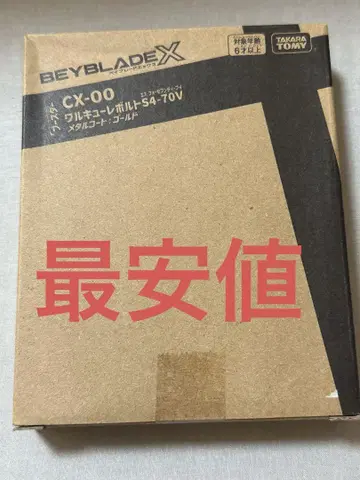 BEYBLADE X
ベイブレードエックス
対象年齢
6才以上
TAKARA
TOMY
ブースター
CX-00
ワルキューレボルトS4-70V
メタルコート：ゴールド
最安値